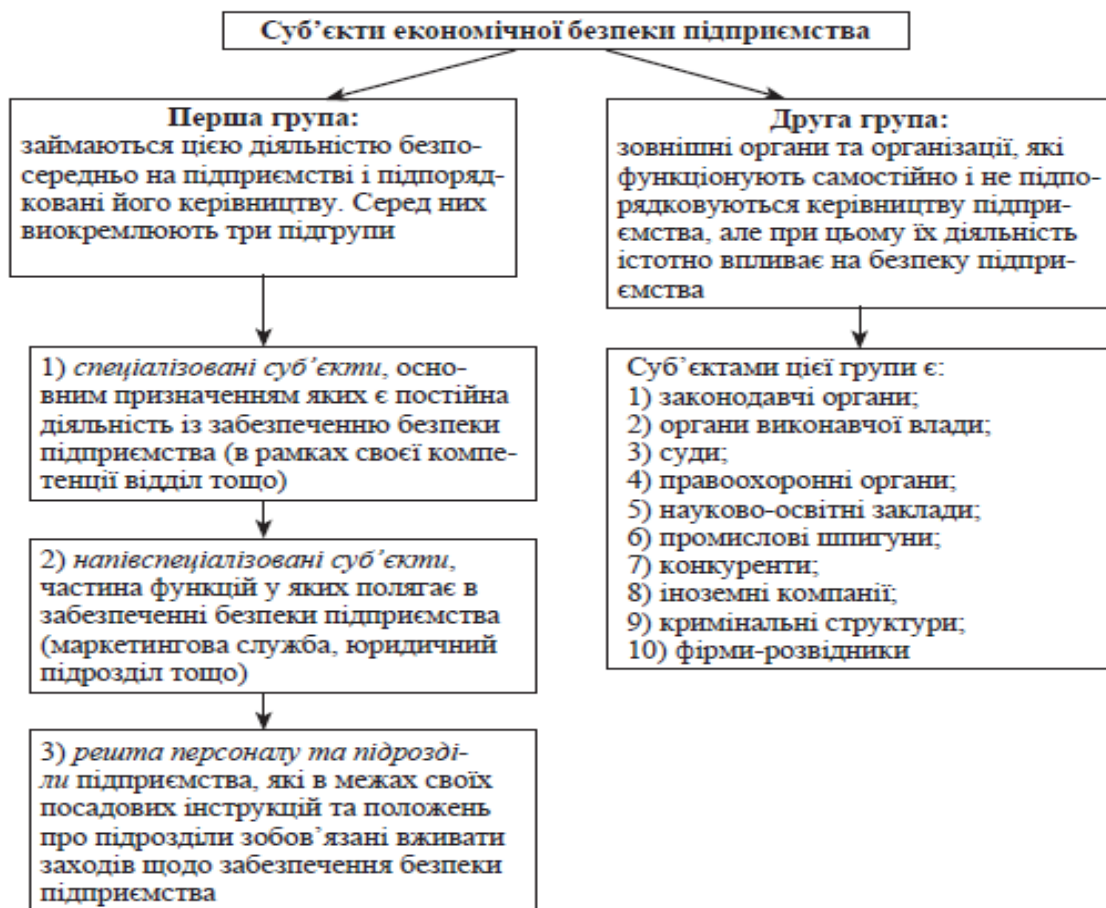 Суб’єкти економічної безпеки підприємства
Перша група:
займаються цією діяльністю безпо-
середньо на підприємстві і підпоряд-
ковані його керівництву. Серед них
виокремлюють три підгрупи
1) спеціалізовані суб’єкти, осно-
вним призначенням яких є постійна
діяльність із забезпеченню безпеки
підприємства (в рамках своєї компе-
тенції відділ тощо)
2) напівспеціалізовані суб’єкти,
частина функцій у яких полягає в
забезпеченні безпеки підприємства
(маркетингова служба, юридичний
підрозділ тощо)
3) решта персоналу та підрозді-
ли підприємства, які в межах своїх
посадових інструкцій та положень
про підрозділи зобов’язані вживати
заходів щодо забезпечення безпеки
підприємства
Друга група:
зовнішні органи та організації, які
функціонують самостійно і не підпо-
рядковуються керівництву підпри-
ємства, але при цьому їх діяльність
істотно впливає на безпеку підпри-
ємства
Суб’єктами цієї групи є:
1) законодавчі органи;
2) органи виконавчої влади;
3) суди;
4) правоохоронні органи;
5) науково-освітні заклади;
6) промислові шпигуни;
7) конкуренти;
8) іноземні компанії;
9) кримінальні структури;
10) фірми-розвідники